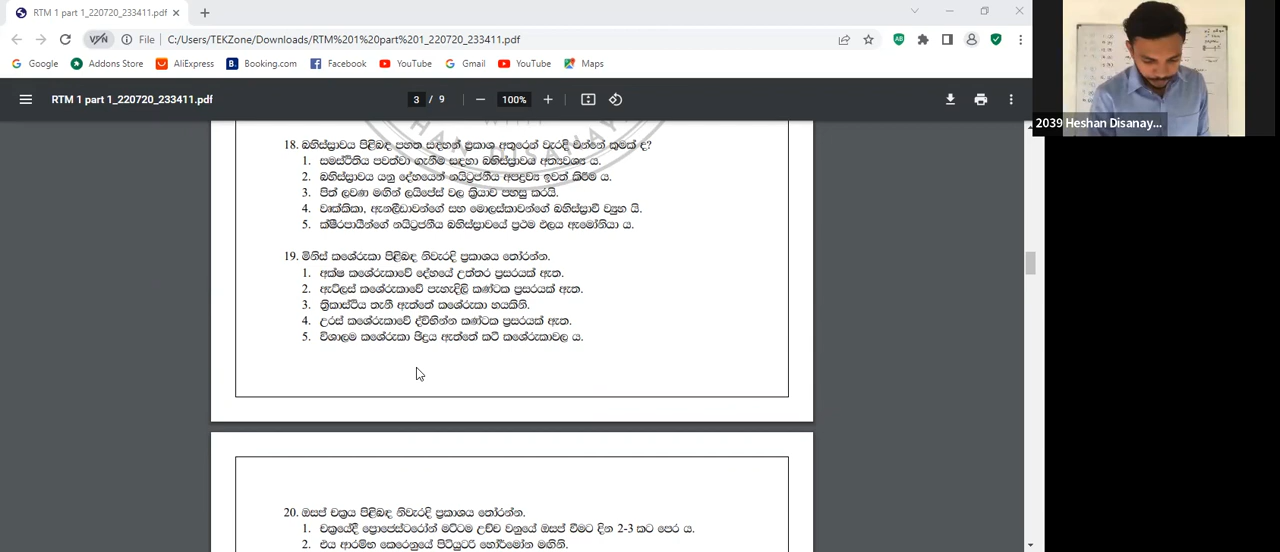 RTM 1 part 1_220720_233411.pdf
VPN File C:/Users/TEKZone/Downloads/RTM%201%20part%201_220720_233411.pdf
Google Addons Store AliExpress Booking.com Facebook YouTube Gmail YouTube Maps
RTM 1 part 1_220720_233411.pdf 3 / 9 100%
2039 Heshan Disanay...
18. බහිස්ස්‍රාවය පිළිබඳ පහත සඳහන් ප්‍රකාශ අතුරෙන් වැරදි වන්නේ කුමක් ද?
1. සමස්ථිතිය පවත්වා ගැනීම සඳහා බහිස්ස්‍රාවය අත්‍යවශ්‍ය ය.
2. බහිස්ස්‍රාවය යනු දේහයෙන් නයිට්‍රජනීය අපද්‍රව්‍ය ඉවත් කිරීම ය.
3. පිත් ලවණ මඟින් ලයිපේස් වල ක්‍රියාව පහසු කරයි.
4. වෘක්කිකා, ඇනලීඩාවන්ගේ සහ මොලස්කාවන්ගේ බහිස්ස්‍රාවී ව්‍යුහ යි.
5. ක්ෂීරපායීන්ගේ නයිට්‍රජනීය බහිස්ස්‍රාවයේ ප්‍රථම ඵලය ඇමෝනියා ය.
19. මිනිස් කශේරුකා පිළිබඳ නිවැරදි ප්‍රකාශය තෝරන්න.
1. අක්ෂ කශේරුකාවේ දේහයේ උත්තර ප්‍රසරයක් ඇත.
2. ඇට්ලස් කශේරුකාවේ පැහැදිලි කණ්ටක ප්‍රසරයක් ඇත.
3. ත්‍රිකාස්ථිය තැනී ඇත්තේ කශේරුකා හයකිනි.
4. උරස් කශේරුකාවේ ද්විභින්න කණ්ටක ප්‍රසරයක් ඇත.
5. විශාලම කශේරුකා ඡිද්‍රය ඇත්තේ කටි කශේරුකාවල ය.
20. ඔසප් චක්‍රය පිළිබඳ නිවැරදි ප්‍රකාශය තෝරන්න.
1. චක්‍රයේදී ප්‍රොජෙස්ටරෝන් මට්ටම උච්ච වනුයේ ඔසප් වීමට දින 2-3 කට පෙර ය.
2. එය ආරම්භ කෙරෙනුයේ පිටියුටරි හෝර්මෝන මඟිනි.